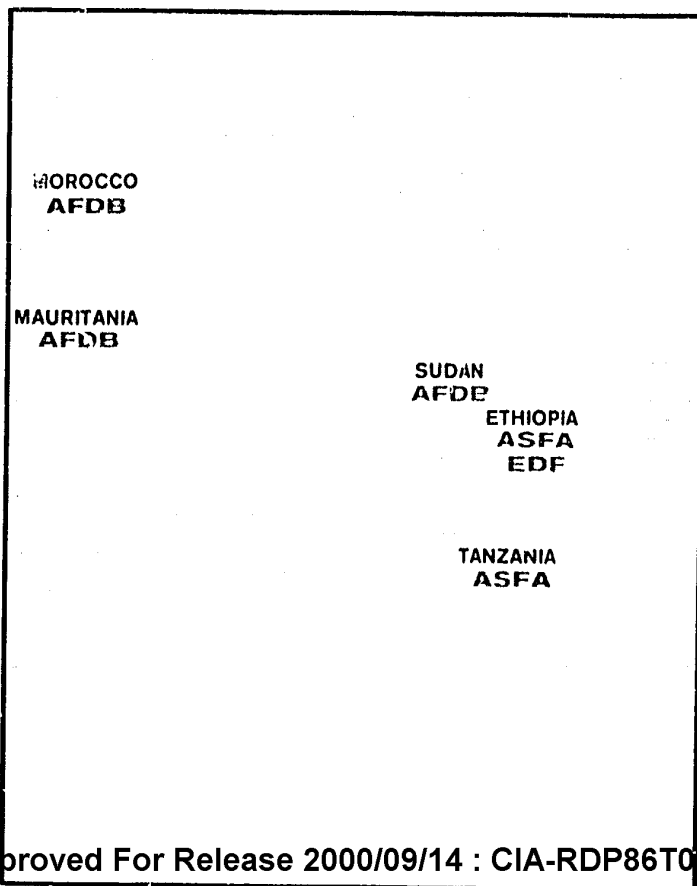 MOROCCO
AFDB
MAURITANIA
AFDB
SUDAN
AFDB
ETHIOPIA
ASFA
EDF
TANZANIA
ASFA
proved For Release 2000/09/14 : CIA-RDP86T0